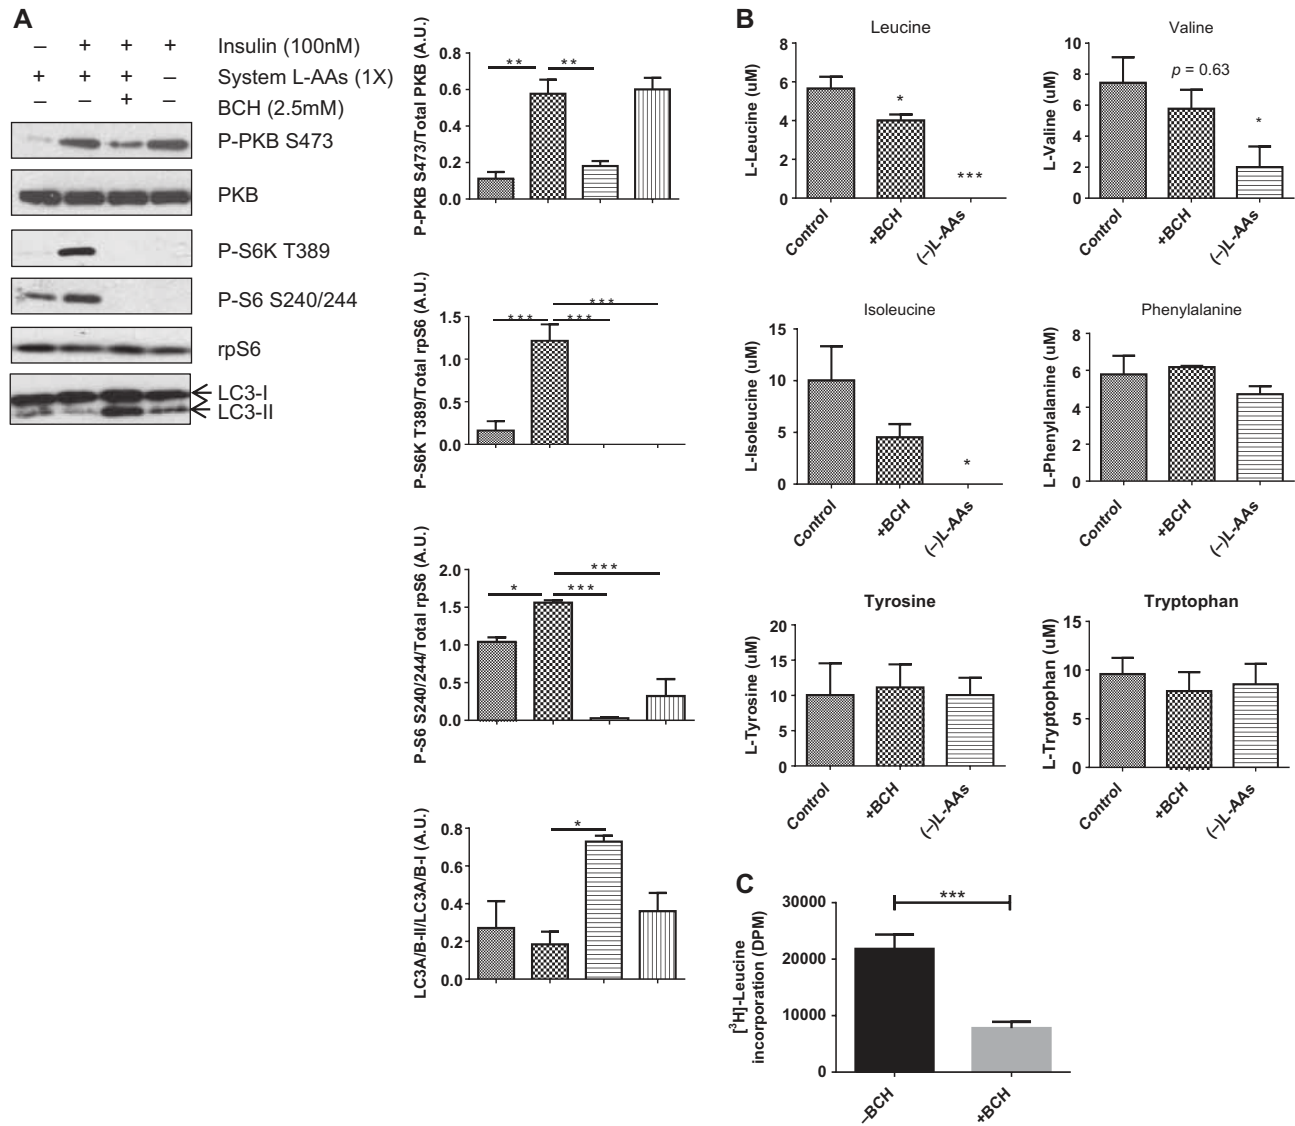 A
– + + + Insulin (100nM)
+ + + – System L-AAs (1X)
– – + – BCH (2.5mM)
P-PKB S473
PKB
P-S6K T389
P-S6 S240/244
rpS6
LC3-I
LC3-II
P-PKB S473/Total PKB (A.U.)
0.8
0.6
0.4
0.2
0.0
** **
P-S6K T389/Total rpS6 (A.U.)
1.5
1.0
0.5
0.0
***
*** ***
P-S6 S240/244/Total rpS6 (A.U.)
2.0
1.5
1.0
0.5
0.0
***
* ***
LC3A/B-II/LC3A/B-I (A.U.)
0.8
0.6
0.4
0.2
0.0
*
B
Leucine
L-Leucine (uM)
8
6
4
2
0
*
***
Control +BCH (–)L-AAs
Valine
L-Valine (uM)
10
8
6
4
2
0
p = 0.63
*
Control +BCH (–)L-AAs
Isoleucine
L-Isoleucine (uM)
15
10
5
0
*
Control +BCH (–)L-AAs
Phenylalanine
L-Phenylalanine (uM)
8
6
4
2
0
Control +BCH (–)L-AAs
Tyrosine
L-Tyrosine (uM)
20
15
10
5
0
Control +BCH (–)L-AAs
Tryptophan
L-Tryptophan (uM)
15
10
5
0
Control +BCH (–)L-AAs
C
[³H]-Leucine
incorporation (DPM)
30000
20000
10000
0
***
–BCH +BCH